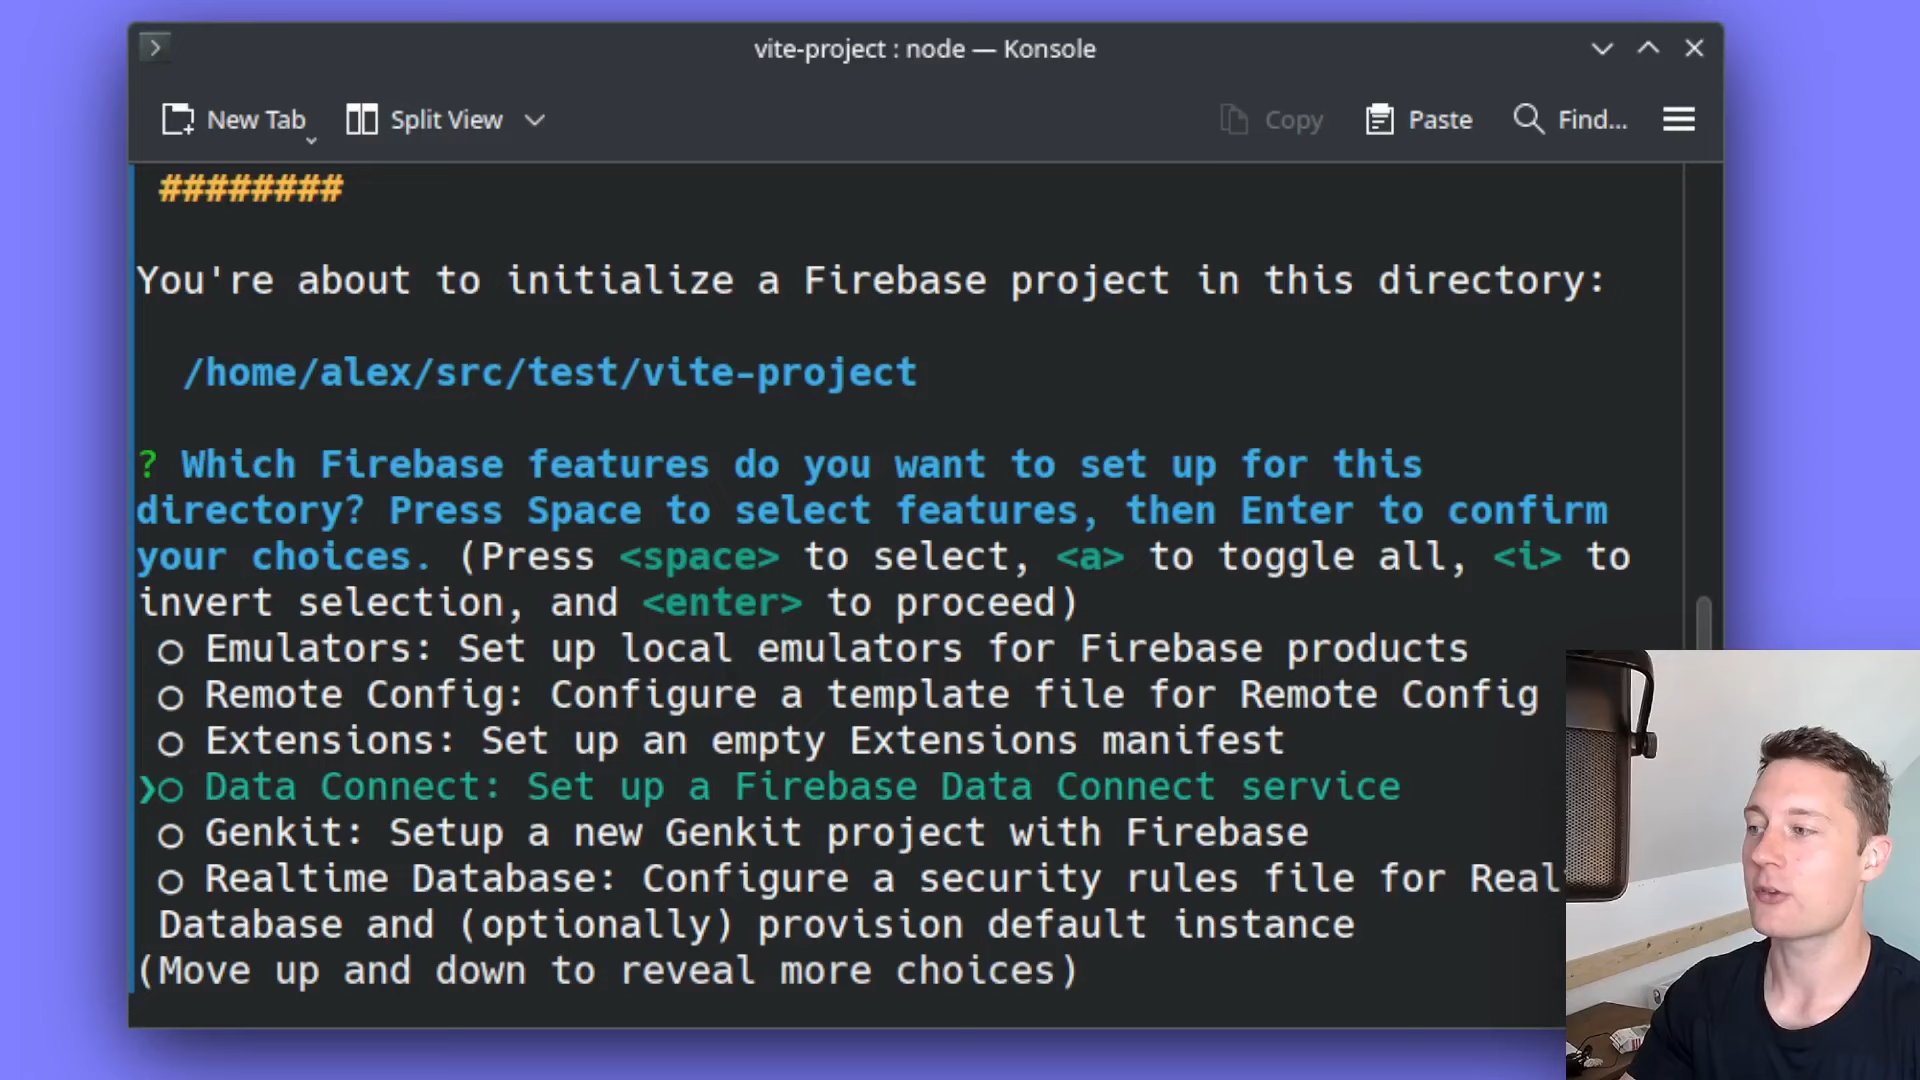 vite-project : node — Konsole
New Tab
Split View
Copy
Paste
Find...
########
You're about to initialize a Firebase project in this directory:
/home/alex/src/test/vite-project
? Which Firebase features do you want to set up for this
directory? Press Space to select features, then Enter to confirm
your choices. (Press <space> to select, <a> to toggle all, <i> to
invert selection, and <enter> to proceed)
◯ Emulators: Set up local emulators for Firebase products
◯ Remote Config: Configure a template file for Remote Config
◯ Extensions: Set up an empty Extensions manifest
❯◯ Data Connect: Set up a Firebase Data Connect service
◯ Genkit: Setup a new Genkit project with Firebase
◯ Realtime Database: Configure a security rules file for Real
Database and (optionally) provision default instance
(Move up and down to reveal more choices)